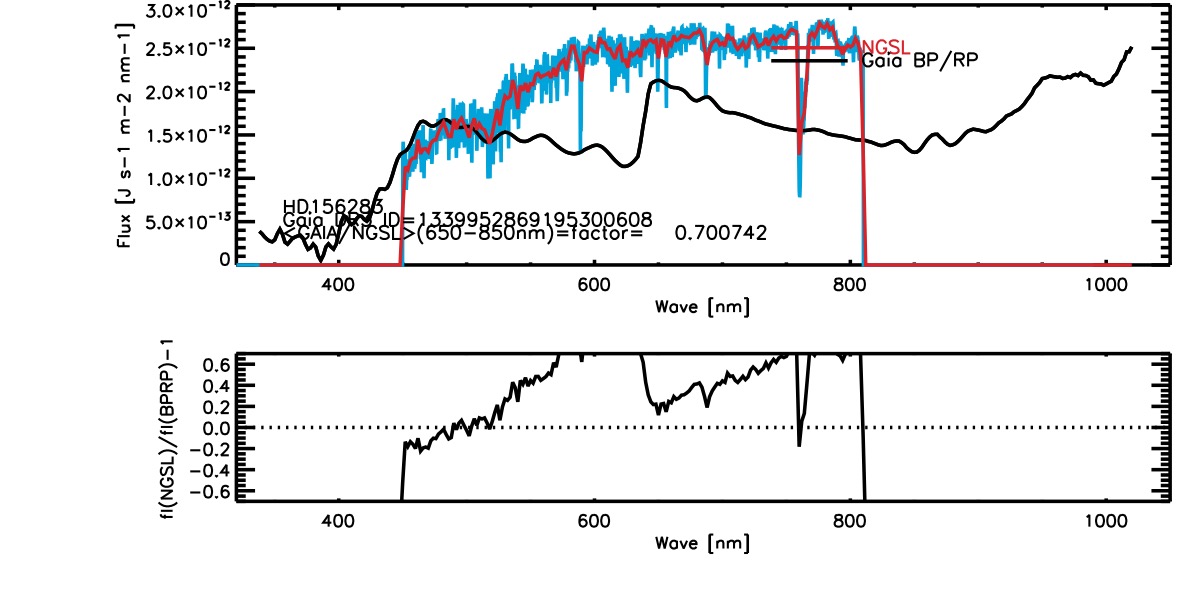 3.0×10⁻¹²
2.5×10⁻¹²
2.0×10⁻¹²
1.5×10⁻¹²
1.0×10⁻¹²
5.0×10⁻¹³
0
Flux [J s−1 m−2 nm−1]
NGSL
Gaia BP/RP
HD156283
Gaia DR3 ID=1339952869195300608
<GAIA/NGSL>(650−850nm)=factor= 0.700742
400 600 800 1000
Wave [nm]
0.6
0.4
0.2
0.0
−0.2
−0.4
−0.6
fl(NGSL)/fl(BPRP)−1
400 600 800 1000
Wave [nm]